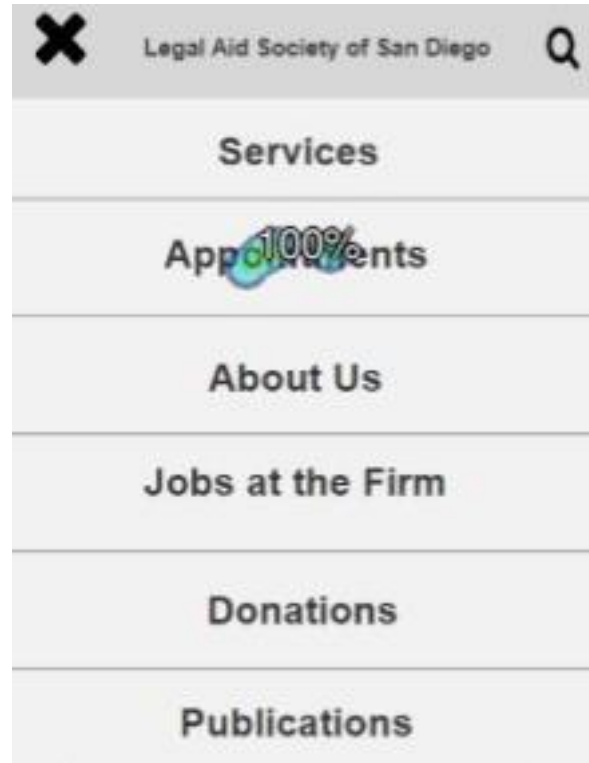 Legal Aid Society of San Diego
Services
100%
About Us
Jobs at the Firm
Donations
Publications